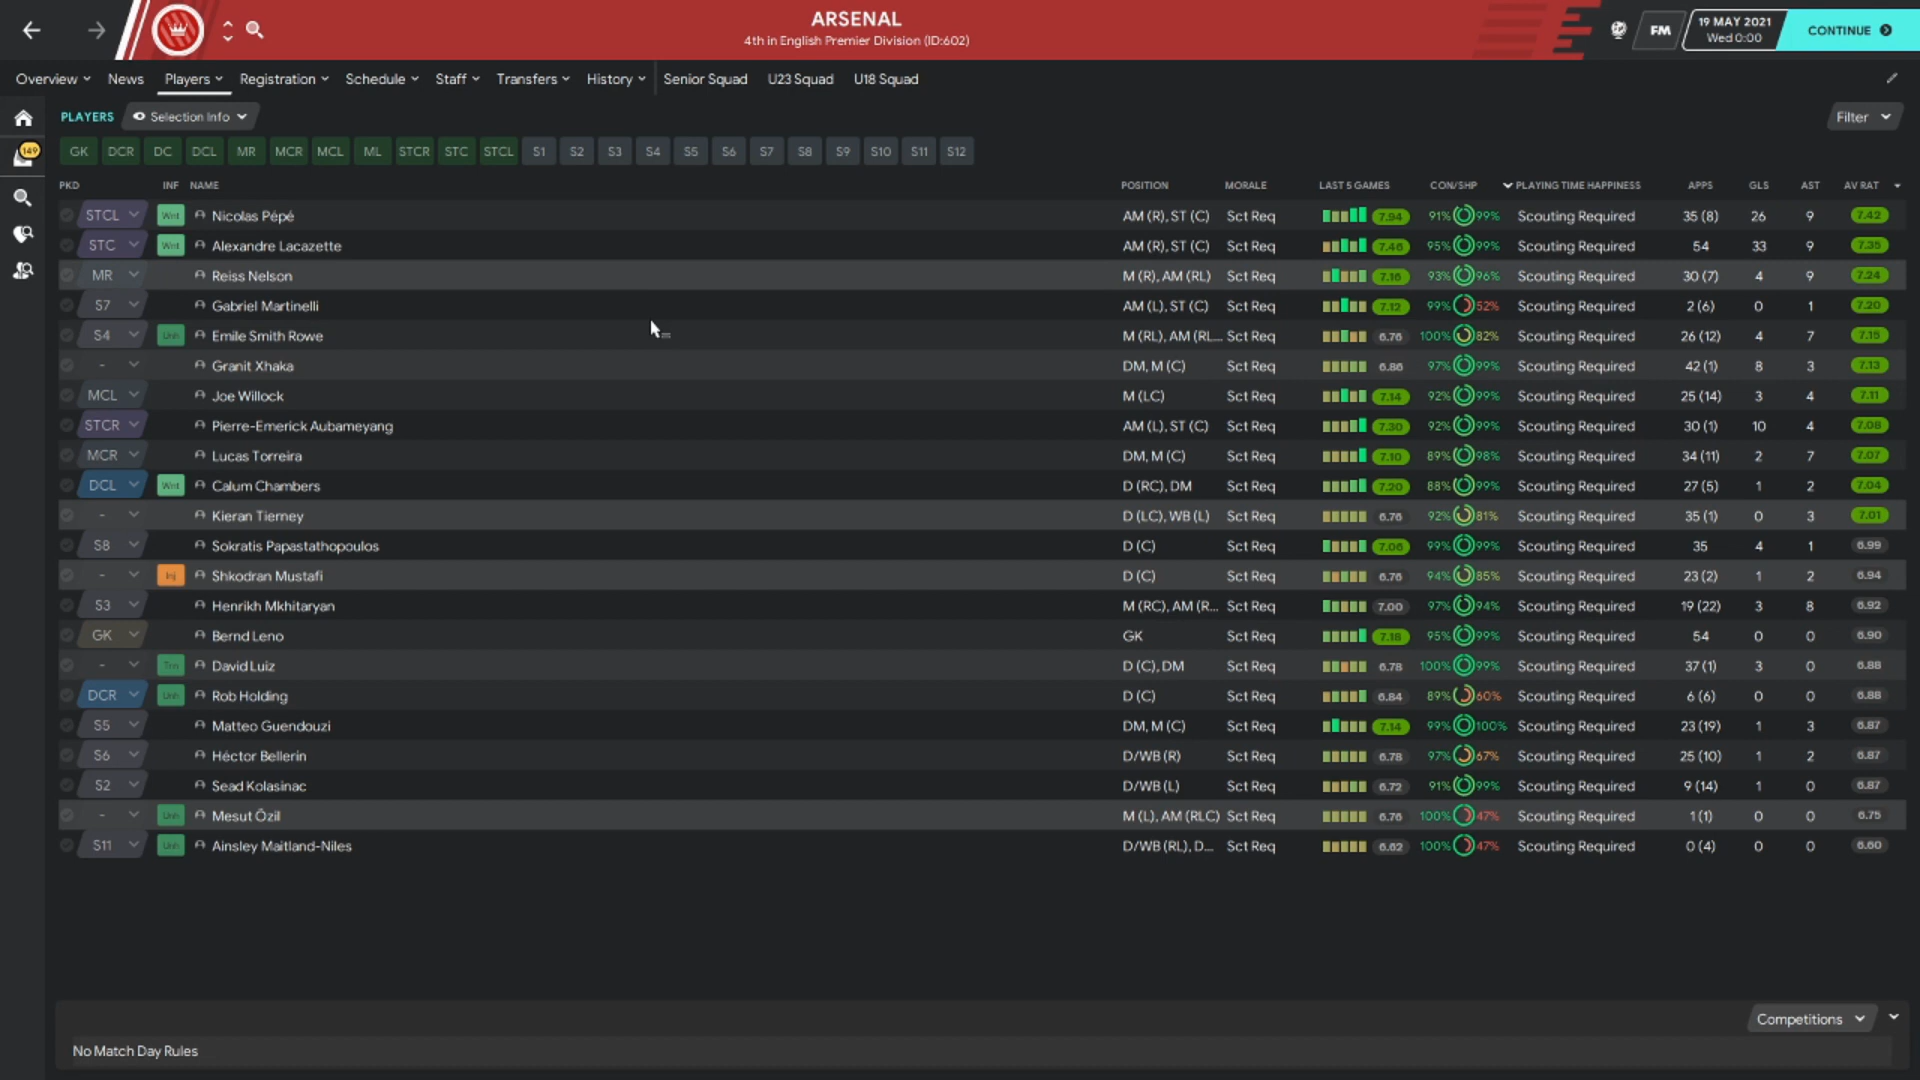 ARSENAL
4th in English Premier Division (ID:602)
FM
19 MAY 2021
Wed 0:00
CONTINUE
Overview News Players Registration Schedule Staff Transfers History Senior Squad U23 Squad U18 Squad
149
PLAYERS Selection Info Filter
GK DCR DC DCL MR MCR MCL ML STCR STC STCL S1 S2 S3 S4 S5 S6 S7 S8 S9 S10 S11 S12
PKD INF NAME POSITION MORALE LAST 5 GAMES CON/SHP PLAYING TIME HAPPINESS APPS GLS AST AV RAT
STCL Wnt Nicolas Pépé AM (R), ST (C) Sct Req 7.94 91% 99% Scouting Required 35 (8) 26 9 7.42
STC Wnt Alexandre Lacazette AM (R), ST (C) Sct Req 7.46 95% 99% Scouting Required 54 33 9 7.35
MR Reiss Nelson M (R), AM (RL) Sct Req 7.16 93% 96% Scouting Required 30 (7) 4 9 7.24
S7 Gabriel Martinelli AM (L), ST (C) Sct Req 7.12 99% 52% Scouting Required 2 (6) 0 1 7.20
S4 Unh Emile Smith Rowe M (RL), AM (RL... Sct Req 6.76 100% 82% Scouting Required 26 (12) 4 7 7.15
- Granit Xhaka DM, M (C) Sct Req 6.86 97% 99% Scouting Required 42 (1) 8 3 7.13
MCL Joe Willock M (LC) Sct Req 7.14 92% 99% Scouting Required 25 (14) 3 4 7.11
STCR Pierre-Emerick Aubameyang AM (L), ST (C) Sct Req 7.30 92% 99% Scouting Required 30 (1) 10 4 7.08
MCR Lucas Torreira DM, M (C) Sct Req 7.10 89% 98% Scouting Required 34 (11) 2 7 7.07
DCL Wnt Calum Chambers D (RC), DM Sct Req 7.20 88% 99% Scouting Required 27 (5) 1 2 7.04
- Kieran Tierney D (LC), WB (L) Sct Req 6.76 92% 81% Scouting Required 35 (1) 0 3 7.01
S8 Sokratis Papastathopoulos D (C) Sct Req 7.06 99% 99% Scouting Required 35 4 1 6.99
- Inj Shkodran Mustafi D (C) Sct Req 6.76 94% 85% Scouting Required 23 (2) 1 2 6.94
S3 Henrikh Mkhitaryan M (RC), AM (R... Sct Req 7.00 97% 94% Scouting Required 19 (22) 3 8 6.92
GK Bernd Leno GK Sct Req 7.18 95% 99% Scouting Required 54 0 0 6.90
- Trn David Luiz D (C), DM Sct Req 6.78 100% 99% Scouting Required 37 (1) 3 0 6.88
DCR Unh Rob Holding D (C) Sct Req 6.84 89% 60% Scouting Required 6 (6) 0 0 6.88
S5 Matteo Guendouzi DM, M (C) Sct Req 7.14 99% 100% Scouting Required 23 (19) 1 3 6.87
S6 Héctor Bellerín D/WB (R) Sct Req 6.78 97% 67% Scouting Required 25 (10) 1 2 6.87
S2 Sead Kolasinac D/WB (L) Sct Req 6.72 91% 99% Scouting Required 9 (14) 1 0 6.87
- Unh Mesut Özil M (L), AM (RLC) Sct Req 6.76 100% 47% Scouting Required 1 (1) 0 0 6.75
S11 Unh Ainsley Maitland-Niles D/WB (RL), D... Sct Req 6.62 100% 47% Scouting Required 0 (4) 0 0 6.60
Competitions
No Match Day Rules